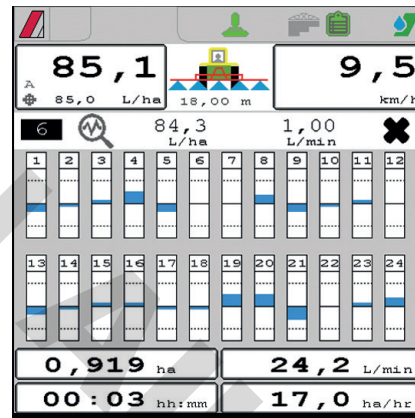 85,1
A 85,0 L/ha
18,00 m
9,5
km/h
6 84,3 L/ha 1,00 L/min
1 2 3 4 5 6 7 8 9 10 11 12
13 14 15 16 17 18 19 20 21 22 23 24
0,919 ha 24,2 L/min
00:03 hh:mm 17,0 ha/hr